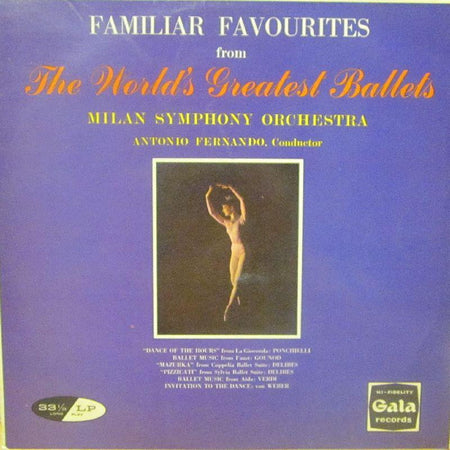 FAMILIAR FAVOURITES
from
The World's Greatest Ballets
MILAN SYMPHONY ORCHESTRA
ANTONIO FERNANDO, Conductor
"DANCE OF THE HOURS" from La Gioconda: PONCHIELLI
BALLET MUSIC from Faust: GOUNOD
"MAZURKA" from Coppelia Ballet Suite: DELIBES
"PIZZICATI" from Sylvia Ballet Suite: DELIBES
BALLET MUSIC from Aida: VERDI
INVITATION TO THE DANCE: von WEBER
33⅓ LP
LONG PLAY
HI-FIDELITY
Gala
records